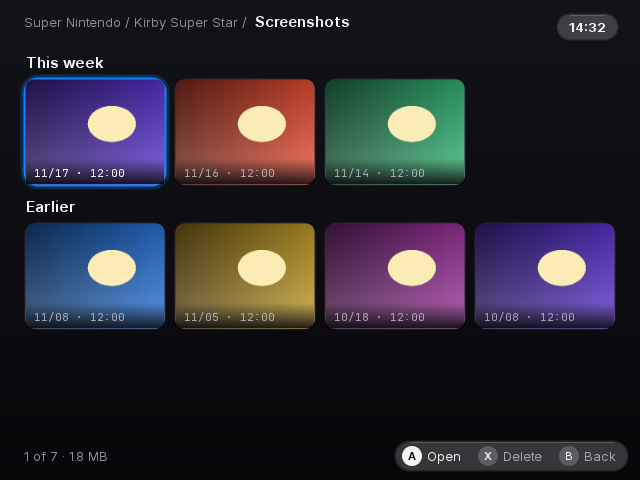 Super Nintendo / Kirby Super Star / Screenshots
14:32
This week
11/17 · 12:00
11/16 · 12:00
11/14 · 12:00
Earlier
11/08 · 12:00
11/05 · 12:00
10/18 · 12:00
10/08 · 12:00
1 of 7 · 18 MB
A Open X Delete B Back